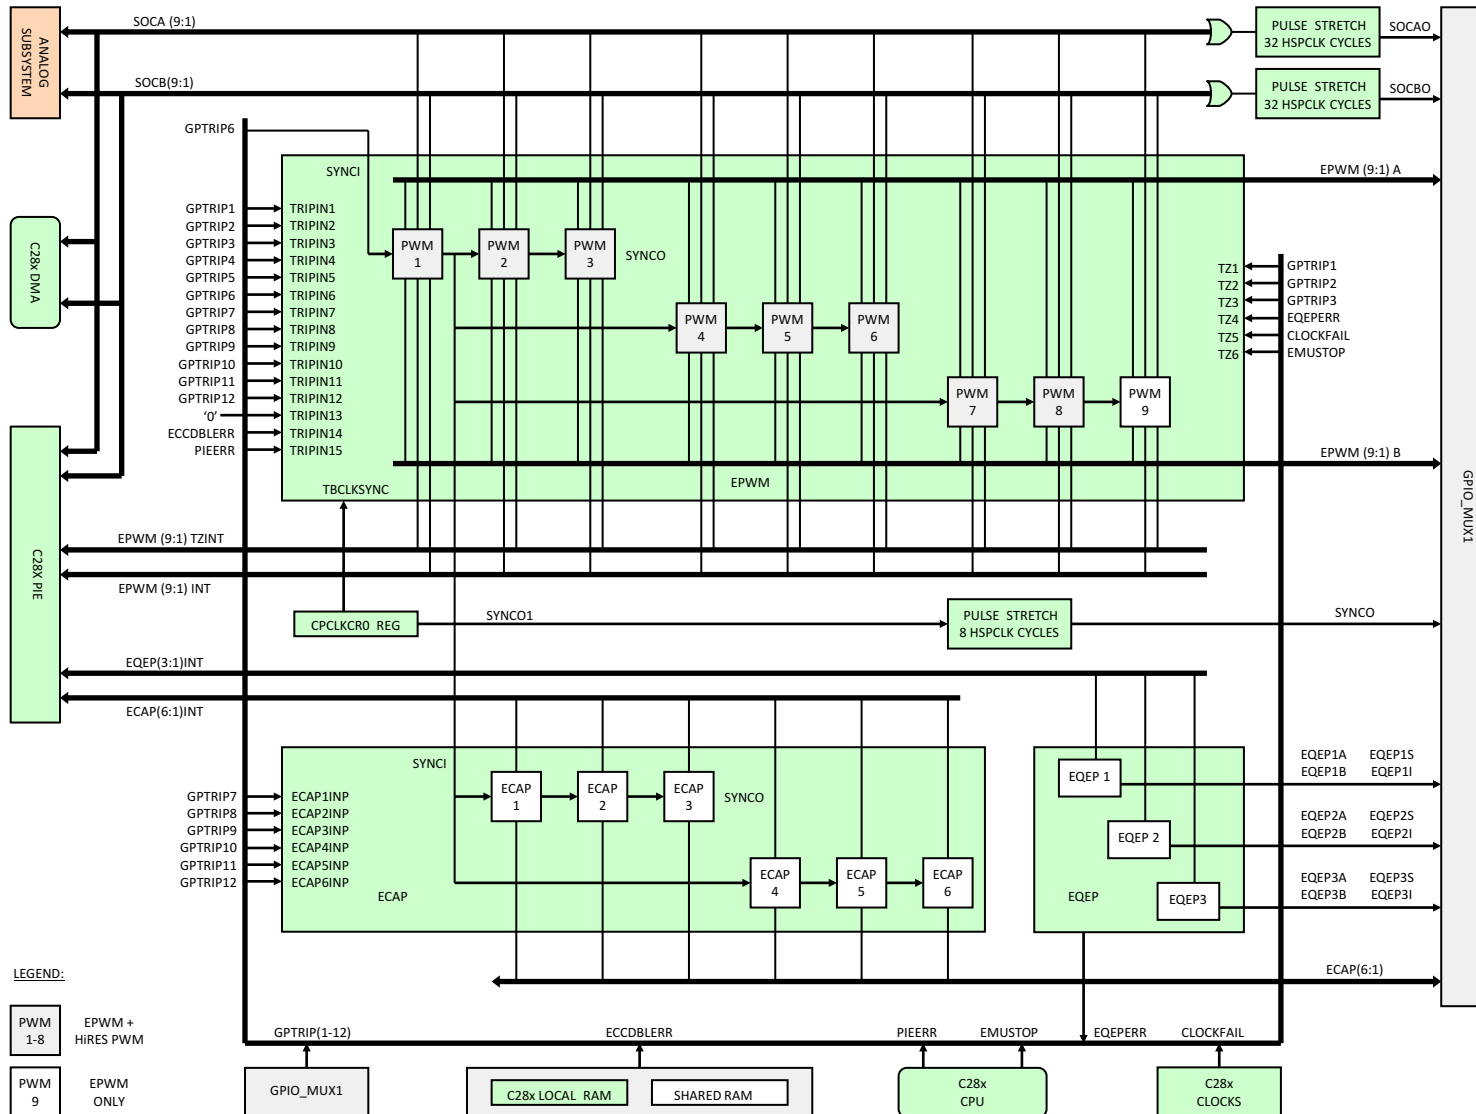 SOCA (9:1)
PULSE STRETCH
32 HSPCLK CYCLES
SOCAO
ANALOG
SUBSYSTEM
SOCB(9:1)
PULSE STRETCH
32 HSPCLK CYCLES
SOCBO
GPTRIP6
SYNCI
EPWM (9:1) A
GPTRIP1
GPTRIP2
GPTRIP3
GPTRIP4
GPTRIP5
GPTRIP6
GPTRIP7
GPTRIP8
GPTRIP9
GPTRIP10
GPTRIP11
GPTRIP12
‘0’
ECCDBLERR
PIEERR
TRIPIN1
TRIPIN2
TRIPIN3
TRIPIN4
TRIPIN5
TRIPIN6
TRIPIN7
TRIPIN8
TRIPIN9
TRIPIN10
TRIPIN11
TRIPIN12
TRIPIN13
TRIPIN14
TRIPIN15
PWM
1
PWM
2
PWM
3
SYNCO
PWM
4
PWM
5
PWM
6
PWM
7
PWM
8
PWM
9
TZ1
TZ2
TZ3
TZ4
TZ5
TZ6
GPTRIP1
GPTRIP2
GPTRIP3
EQEPERR
CLOCKFAIL
EMUSTOP
C28x DMA
EPWM (9:1) B
TBCLKSYNC
EPWM
GPIO_MUX1
C28X PIE
EPWM (9:1) TZINT
EPWM (9:1) INT
CPCLKCR0 REG
SYNCO1
PULSE STRETCH
8 HSPCLK CYCLES
SYNCO
EQEP(3:1)INT
ECAP(6:1)INT
SYNCI
GPTRIP7
GPTRIP8
GPTRIP9
GPTRIP10
GPTRIP11
GPTRIP12
ECAP1INP
ECAP2INP
ECAP3INP
ECAP4INP
ECAP5INP
ECAP6INP
ECAP
1
ECAP
2
ECAP
3
SYNCO
ECAP
4
ECAP
5
ECAP
6
ECAP
EQEP 1
EQEP 2
EQEP3
EQEP
EQEP1A EQEP1S
EQEP1B EQEP1I
EQEP2A EQEP2S
EQEP2B EQEP2I
EQEP3A EQEP3S
EQEP3B EQEP3I
ECAP(6:1)
LEGEND:
PWM
1-8
EPWM +
HiRES PWM
PWM
9
EPWM
ONLY
GPTRIP(1-12)
ECCDBLERR
PIEERR
EMUSTOP
EQEPERR
CLOCKFAIL
GPIO_MUX1
C28x LOCAL RAM
SHARED RAM
C28x
CPU
C28x
CLOCKS